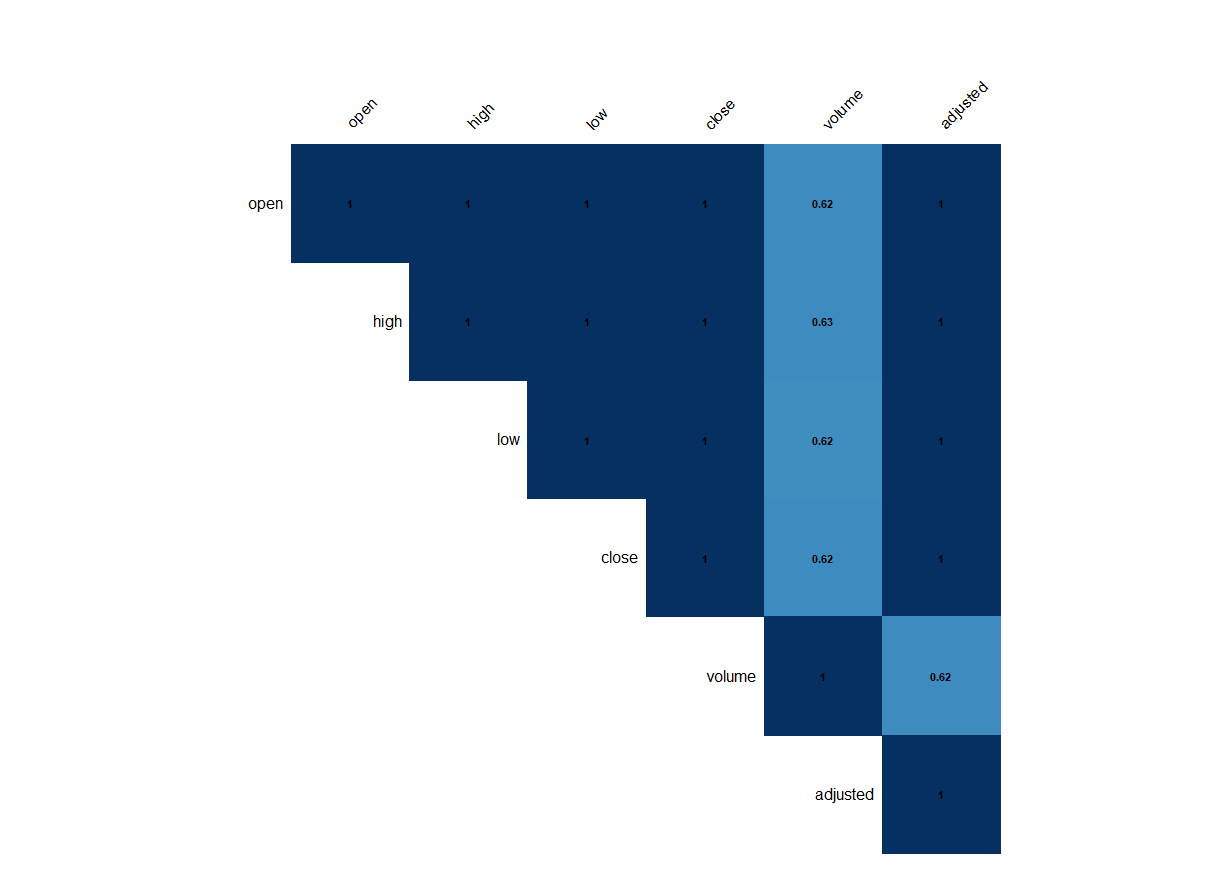 open high low close volume adjusted
open 1 1 1 1 0.62 1
high 1 1 1 0.63 1
low 1 1 0.62 1
close 1 0.62 1
volume 1 0.62
adjusted 1